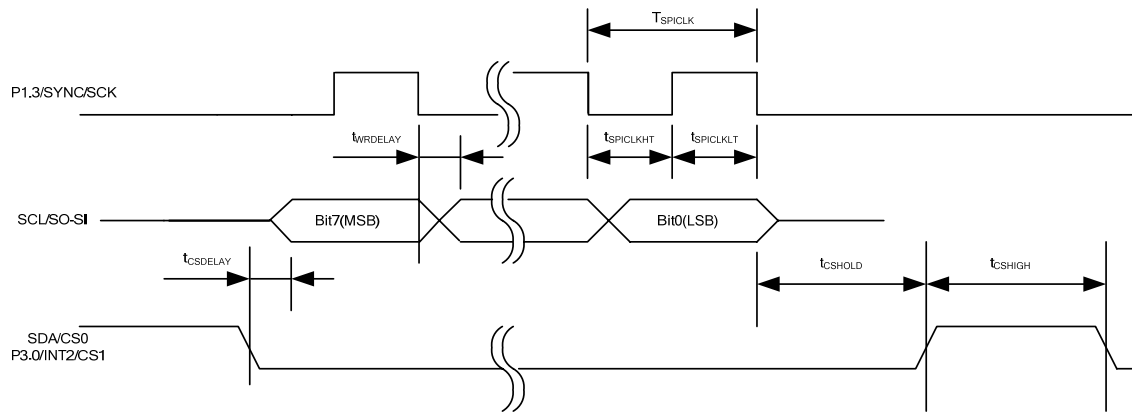 TSPICLK
P1.3/SYNC/SCK
tWRDELAY
tSPICLKHT
tSPICLKLT
SCL/SO-SI
Bit7(MSB)
Bit0(LSB)
tCSDELAY
tCSHOLD
tCSHIGH
SDA/CS0
P3.0/INT2/CS1